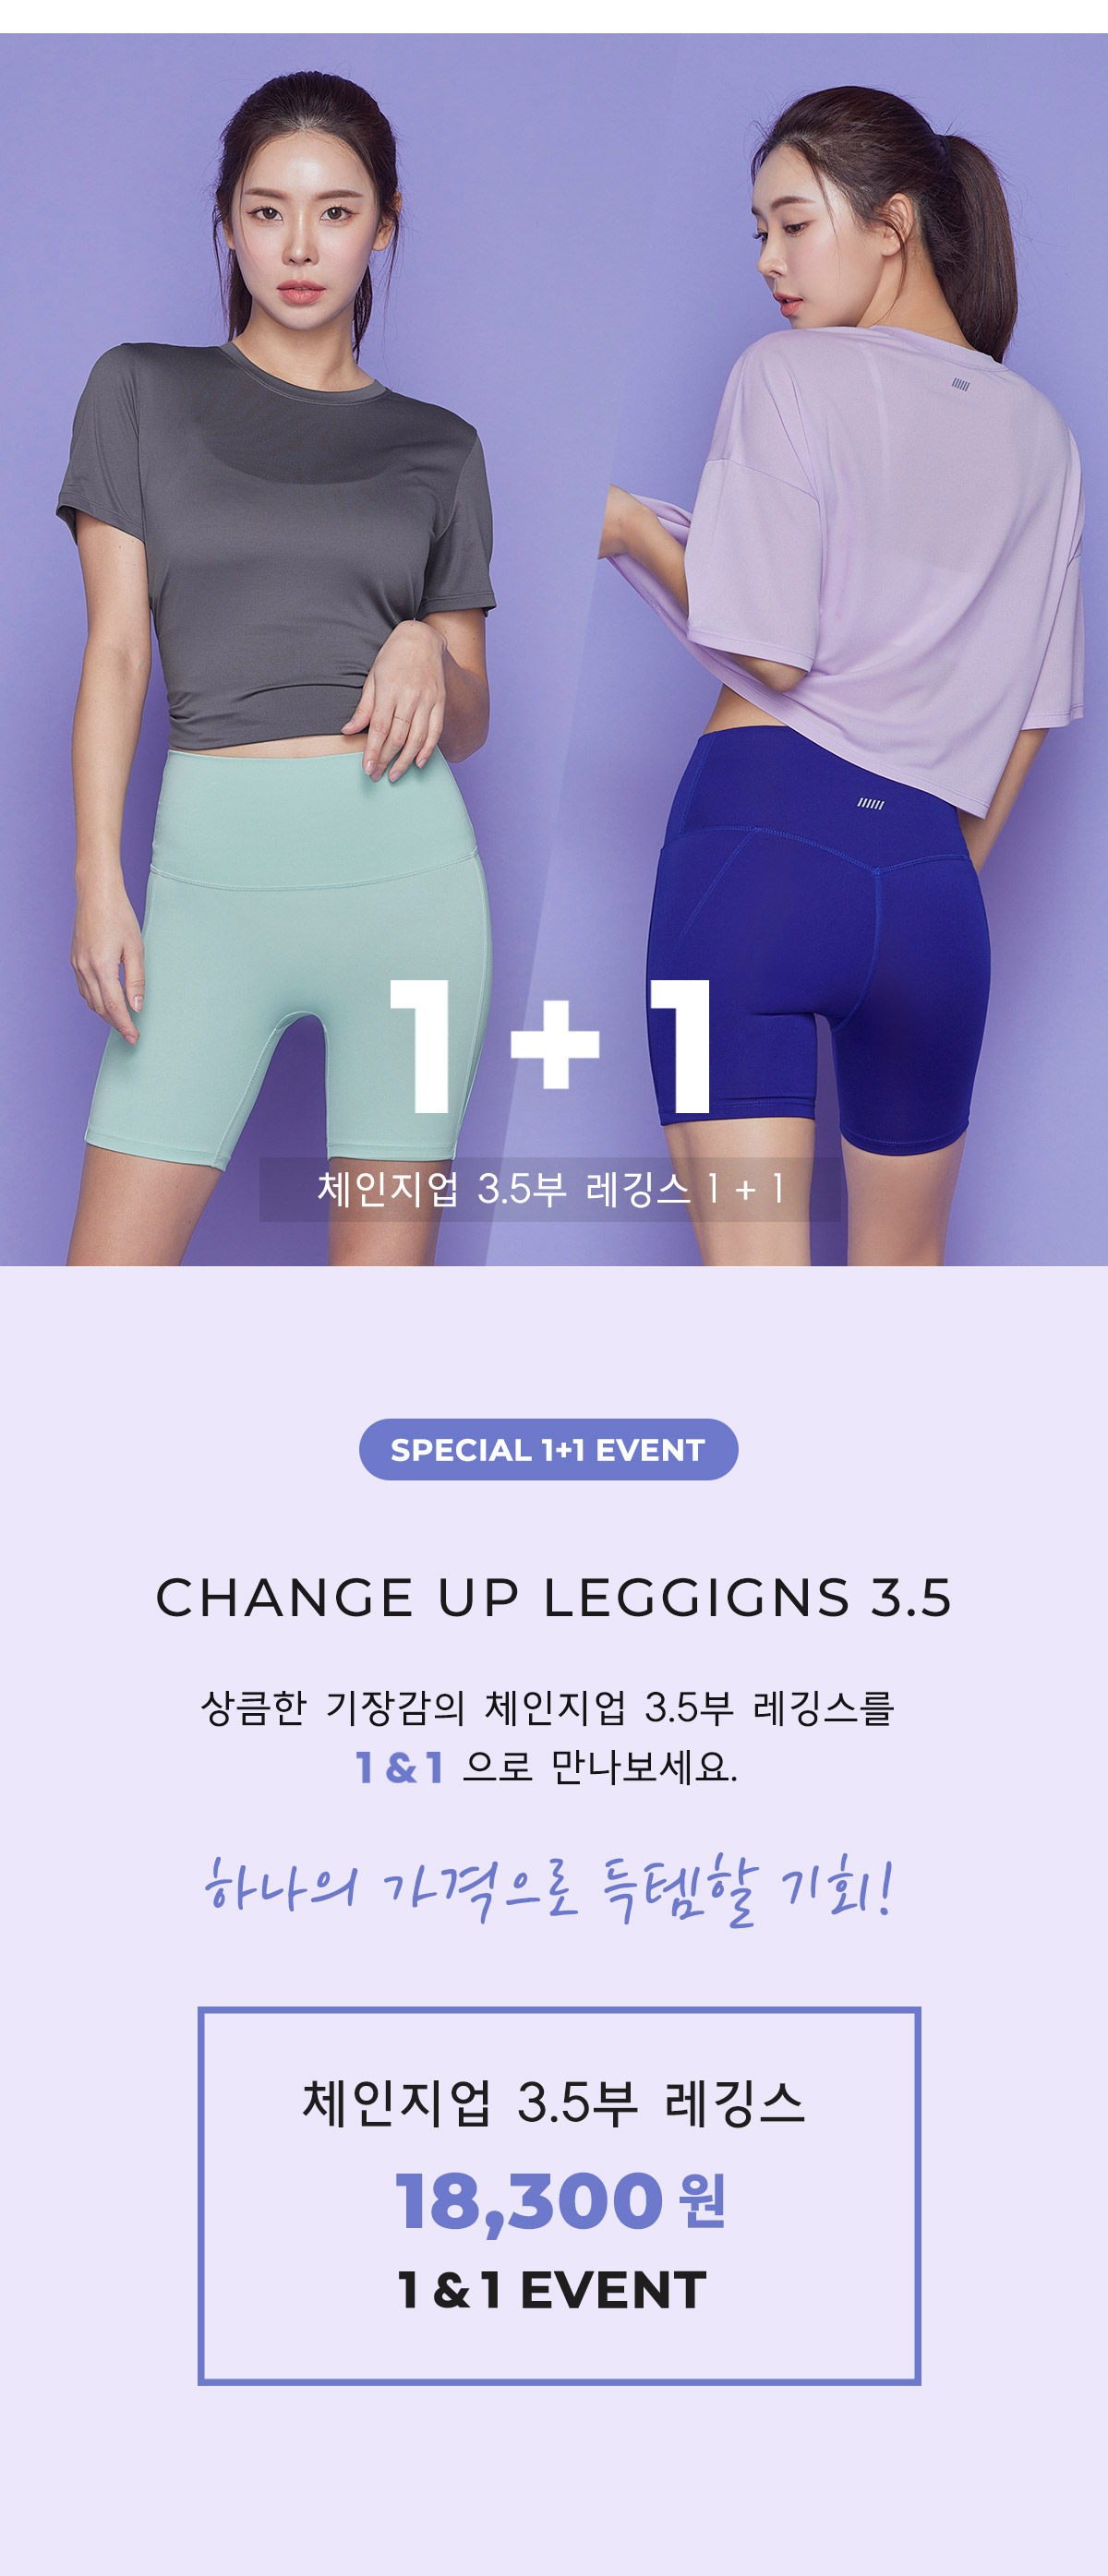 1 + 1
체인지업 3.5부 레깅스 1 + 1
SPECIAL 1+1 EVENT
CHANGE UP LEGGIGNS 3.5
상큼한 기장감의 체인지업 3.5부 레깅스를
1 & 1 으로 만나보세요.
하나의 가격으로 득템할 기회!
체인지업 3.5부 레깅스
18,300 원
1 & 1 EVENT